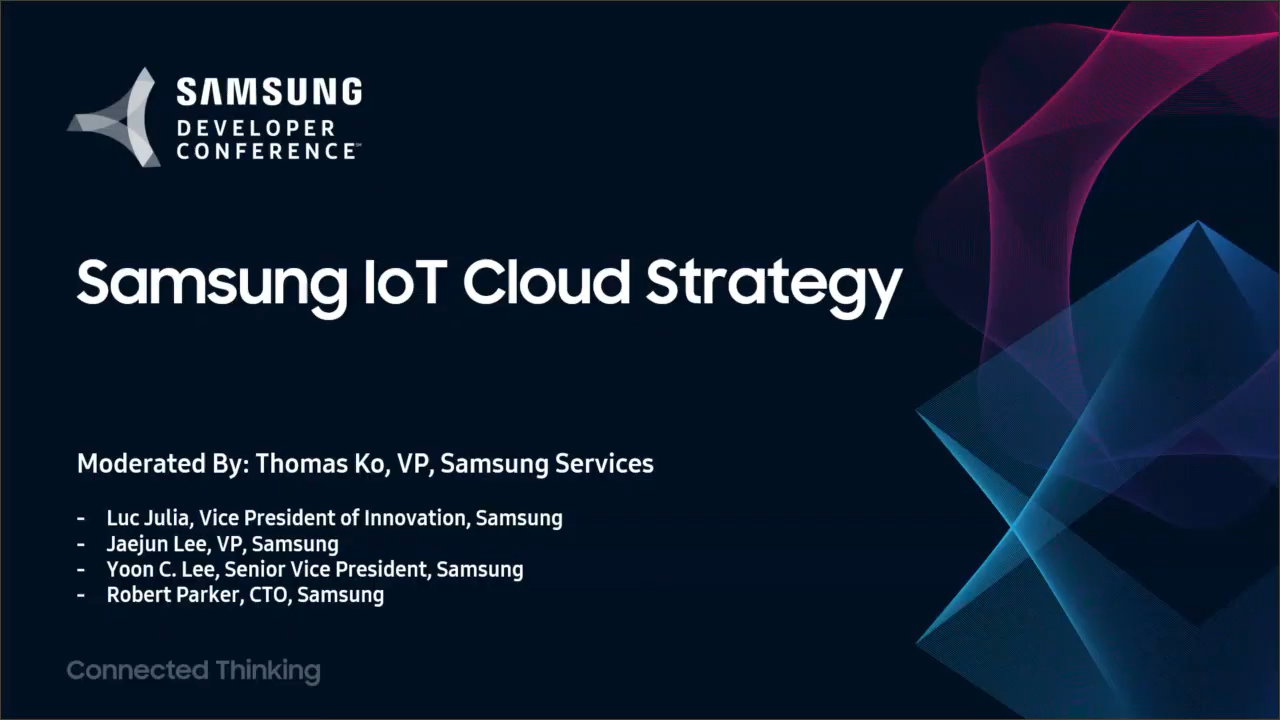 SAMSUNG
DEVELOPER
CONFERENCE
Samsung IoT Cloud Strategy
Moderated By: Thomas Ko, VP, Samsung Services
- Luc Julia, Vice President of Innovation, Samsung
- Jaejun Lee, VP, Samsung
- Yoon C. Lee, Senior Vice President, Samsung
- Robert Parker, CTO, Samsung
Connected Thinking